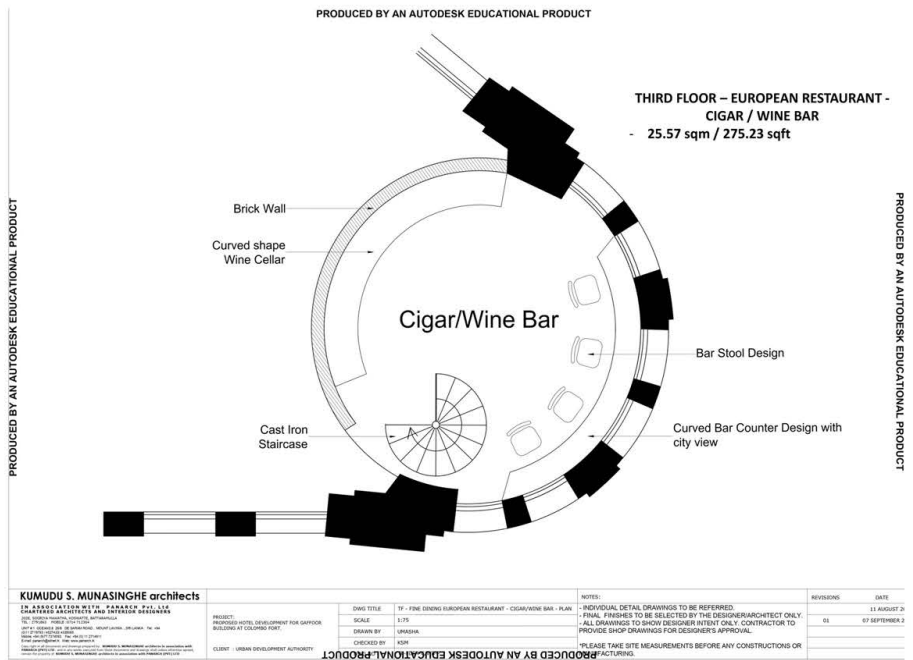 PRODUCED BY AN AUTODESK EDUCATIONAL PRODUCT
THIRD FLOOR – EUROPEAN RESTAURANT -
CIGAR / WINE BAR
- 25.57 sqm / 275.23 sqft
PRODUCED BY AN AUTODESK EDUCATIONAL PRODUCT
PRODUCED BY AN AUTODESK EDUCATIONAL PRODUCT
Brick Wall
Curved shape
Wine Cellar
Cigar/Wine Bar
Bar Stool Design
Cast Iron
Staircase
Curved Bar Counter Design with
city view
KUMUDU S. MUNASINGHE architects
IN ASSOCIATION WITH PANARCH Pvt. Ltd
CHARTERED ARCHITECTS AND INTERIOR DESIGNERS
PROJECT:
PROPOSED HOTEL DEVELOPMENT FOR GAFFOOR
BUILDING AT COLOMBO FORT.
CLIENT - URBAN DEVELOPMENT AUTHORITY
DWG TITLE TF - FINE DINING EUROPEAN RESTAURANT - CIGAR/WINE BAR - PLAN
SCALE 1:75
DRAWN BY UMASHA
CHECKED BY KSM
NOTES:
- INDIVIDUAL DETAIL DRAWINGS TO BE REFERRED.
- FINAL FINISHES TO BE SELECTED BY THE DESIGNER/ARCHITECT ONLY.
- ALL DRAWINGS TO SHOW DESIGNER INTENT ONLY. CONTRACTOR TO
PROVIDE SHOP DRAWINGS FOR DESIGNER'S APPROVAL.
*PLEASE TAKE SITE MEASUREMENTS BEFORE ANY CONSTRUCTIONS OR
REVISIONS DATE
11 AUGUST 20
01 07 SEPTEMBER 2
PRODUCED BY AN AUTODESK EDUCATIONAL PRODUCT